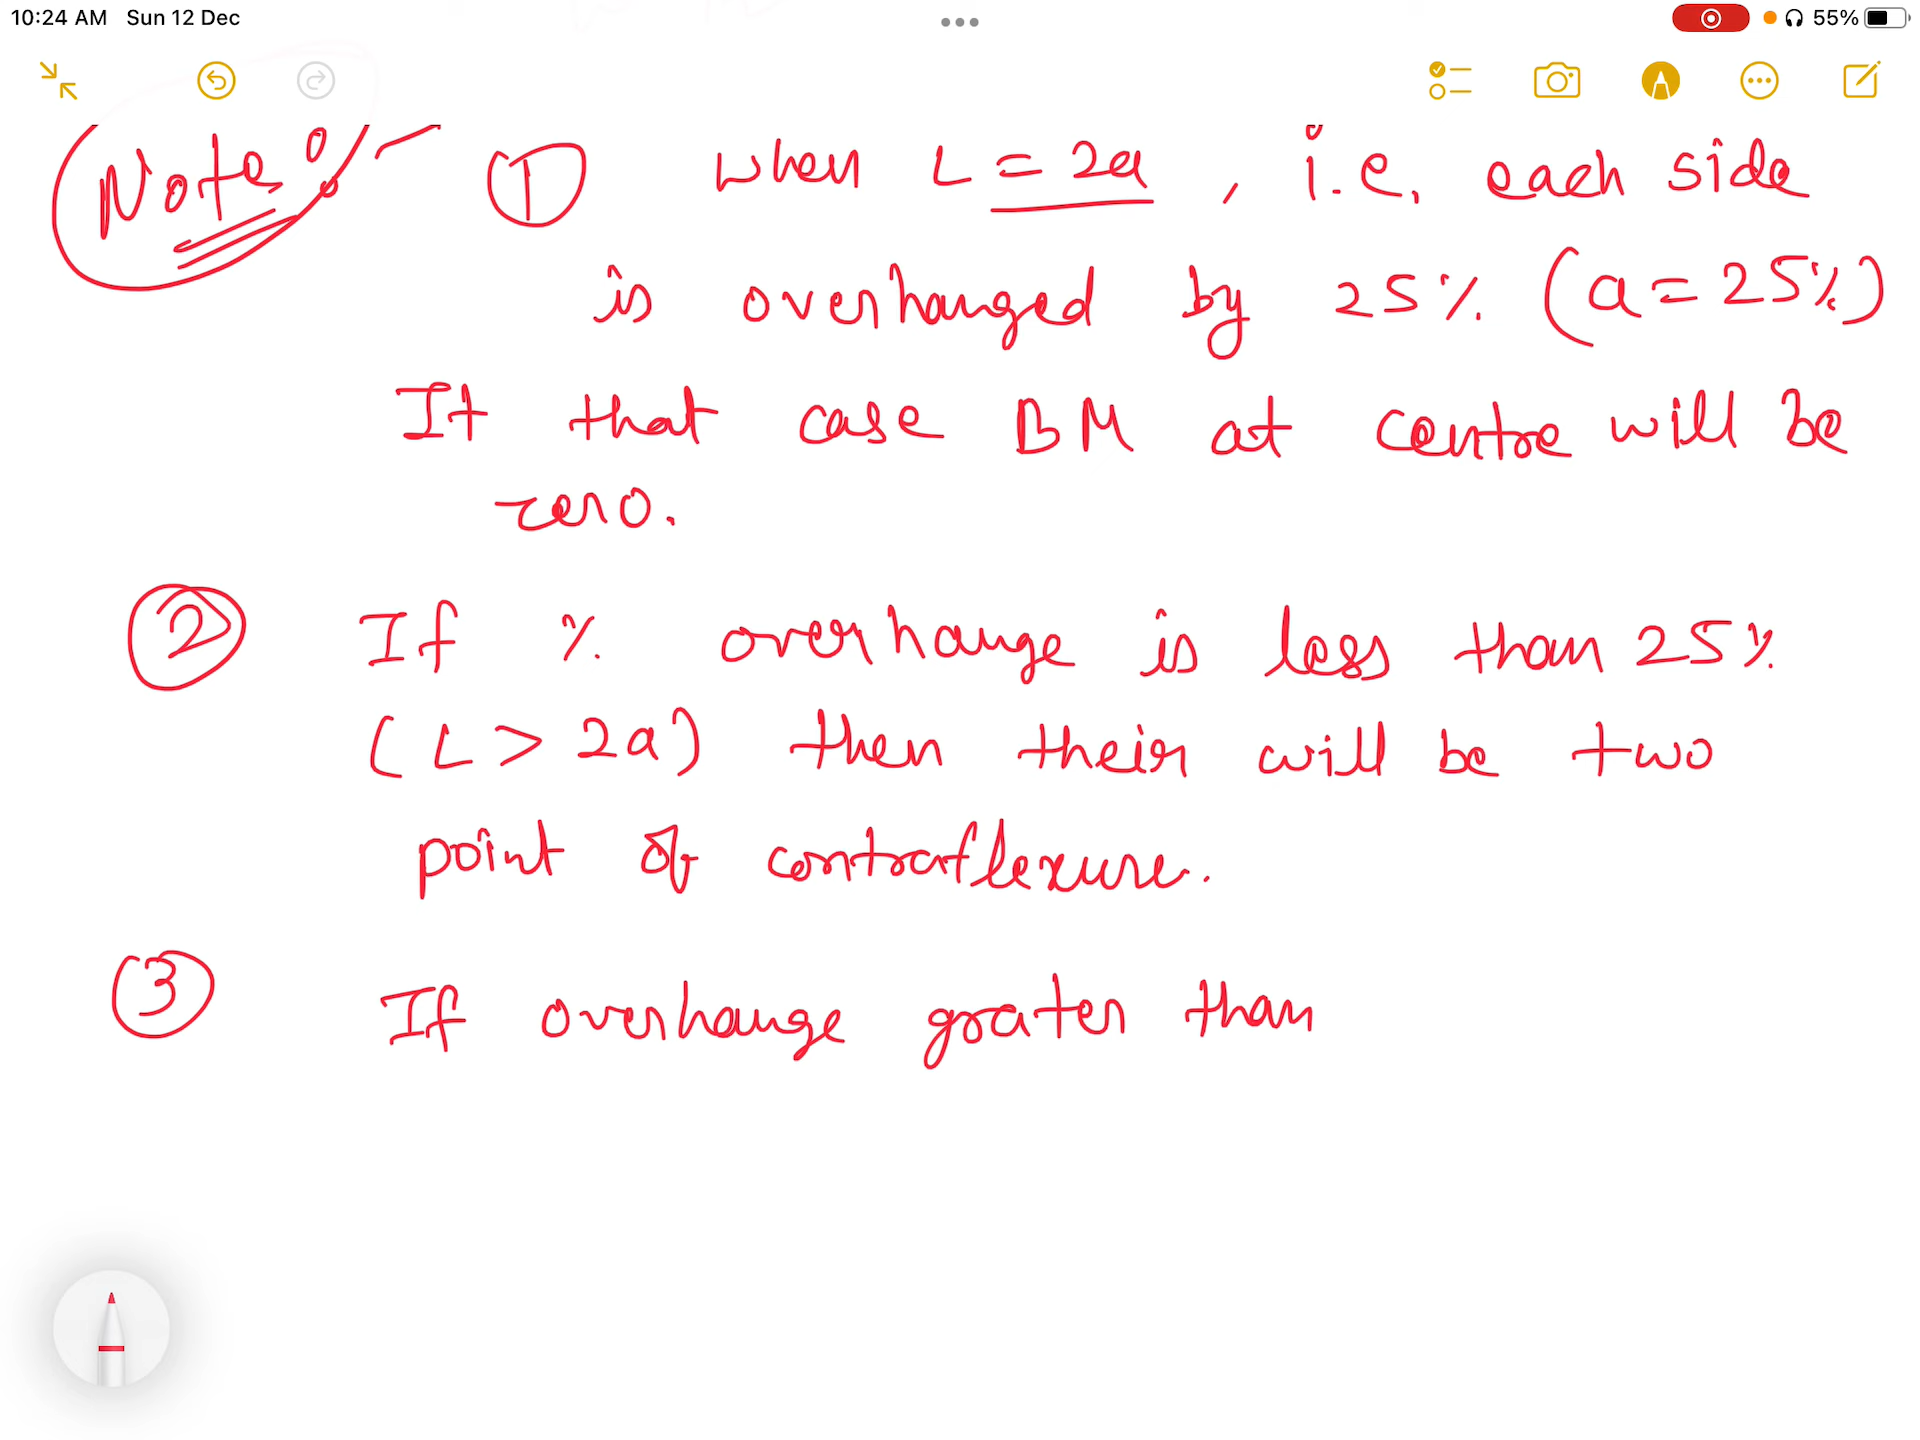 10:24 AM Sun 12 Dec
55%
Note :- ① when L = 2a , i.e. each side
is overhanged by 25% (a = 25%)
It that case BM at centre will be
zero.
② If % overhange is less than 25%
(L > 2a) then their will be two
point of contraflexure.
③ If overhange grater than